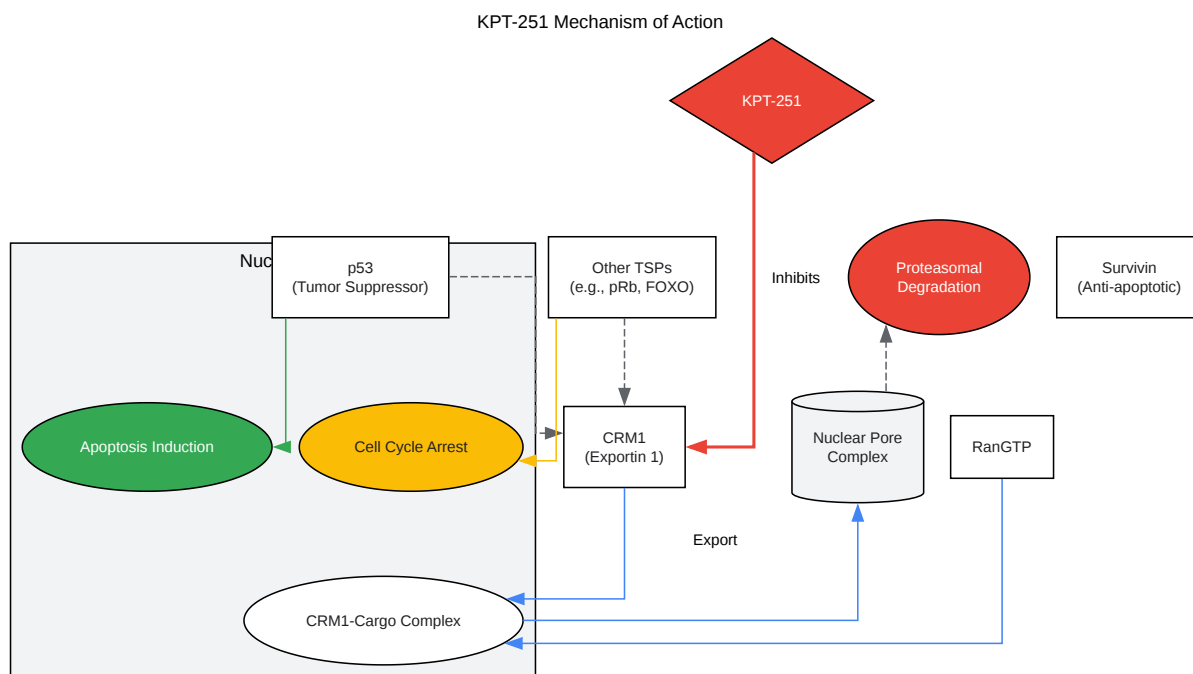 KPT-251 Mechanism of Action
KPT-251
p53
(Tumor Suppressor)
Other TSPs
(e.g., pRb, FOXO)
Inhibits
Proteasomal
Degradation
Survivin
(Anti-apoptotic)
Apoptosis Induction
Cell Cycle Arrest
CRM1
(Exportin 1)
Nuclear Pore
Complex
RanGTP
Export
CRM1-Cargo Complex